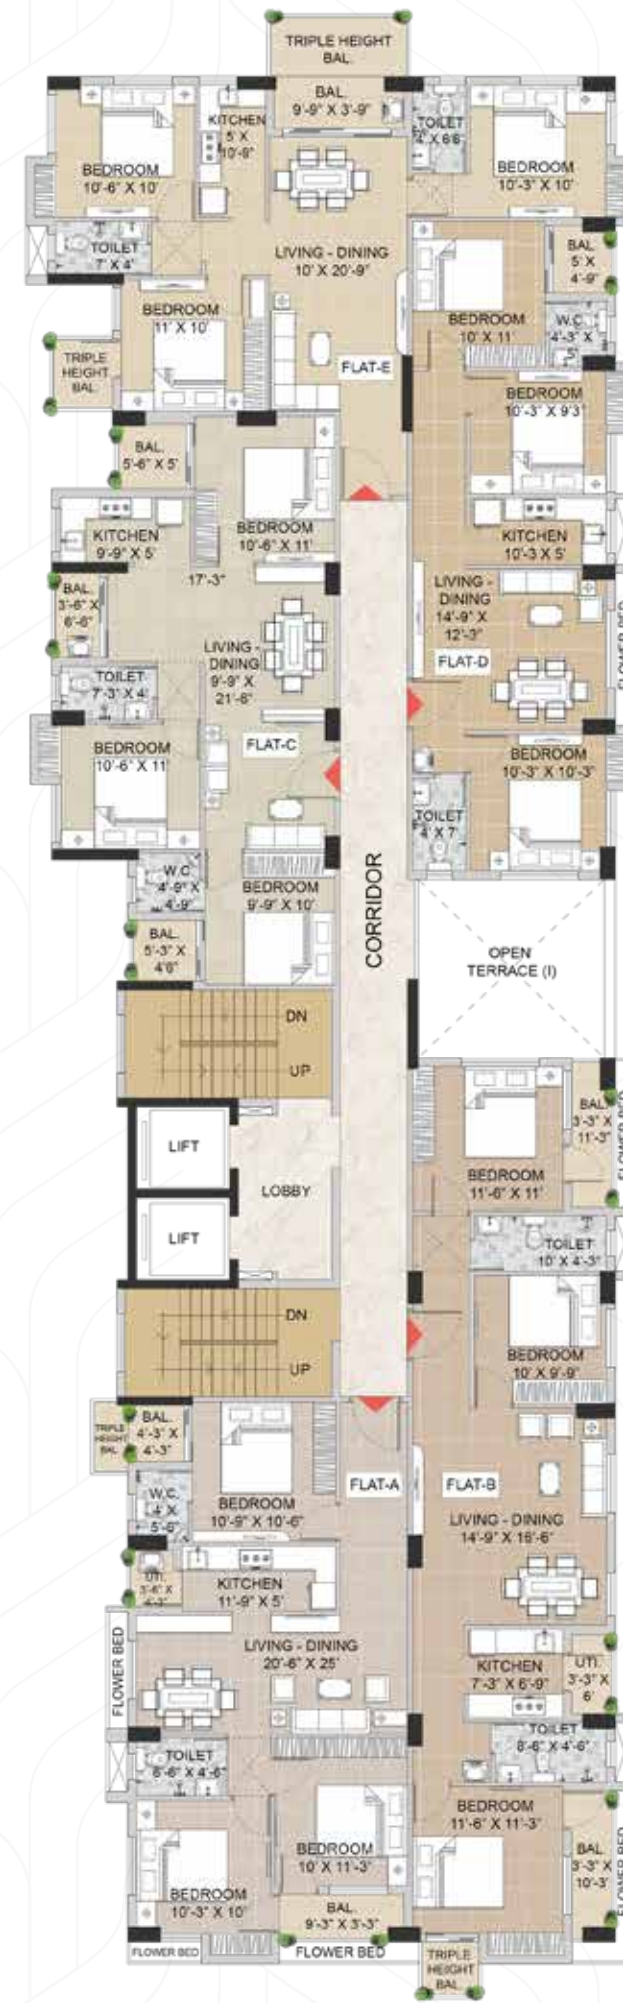 TRIPLE HEIGHT
BAL.
BAL.
9'-9" X 3'-9"
KITCHEN
5' X
10'-9"
TOILET
4' X 6'6
BEDROOM
10'-6" X 10'
BEDROOM
10'-3" X 10'
TOILET
7' X 4'
LIVING - DINING
10' X 20'-9"
BAL
5' X
4'-9"
BEDROOM
11' X 10'
BEDROOM
10' X 11'
W.C
4'-3" X
5'
TRIPLE
HEIGHT
BAL
FLAT-E
BEDROOM
10'-3" X 9'3"
BAL.
5'-6" X 5'
BEDROOM
10'-6" X 11'
KITCHEN
9'-9" X 5'
KITCHEN
10'-3 X 5'
17'-3"
BAL.
3'-6" X
6'-6"
LIVING -
DINING
14'-9" X
12'-3"
FLAT-D
FLOWER BED
LIVING -
DINING
9'-9" X
21'-6"
TOILET
7'-3" X 4'
FLAT-C
BEDROOM
10'-6" X 11'
BEDROOM
10'-3" X 10'-3"
TOILET
4' X 7'
W.C
4'-9" X
4'-9"
BEDROOM
9'-9" X 10'
CORRIDOR
BAL.
5'-3" X
4'6"
OPEN
TERRACE (I)
DN
UP
LIFT
LOBBY
LIFT
BAL.
3'-3" X
11'-3"
FLOWER BED
BEDROOM
11'-6" X 11'
TOILET
10' X 4'-3"
DN
UP
BEDROOM
10' X 9'-9"
TRIPLE
HEIGHT
BAL
BAL.
4'-3" X
4'-3"
FLAT-A
FLAT-B
W.C.
4' X
5'-6"
BEDROOM
10'-9" X 10'-6"
LIVING - DINING
14'-9" X 16'-6"
UTI.
3'-6" X
4'-3"
KITCHEN
11'-9" X 5'
FLOWER BED
LIVING - DINING
20'-6" X 25'
KITCHEN
7'-3" X 6'-9"
UTI.
3'-3" X
6'
TOILET
6'-6" X 4'-6"
TOILET
8'-6" X 4'-6"
BEDROOM
11'-6" X 11'-3"
BEDROOM
10' X 11'-3"
BAL
3'-3" X
10'-3"
FLOWER BED
BEDROOM
10'-3" X 10'
BAL.
9'-3" X 3'-3"
FLOWER BED
FLOWER BED
TRIPLE
HEIGHT
BAL